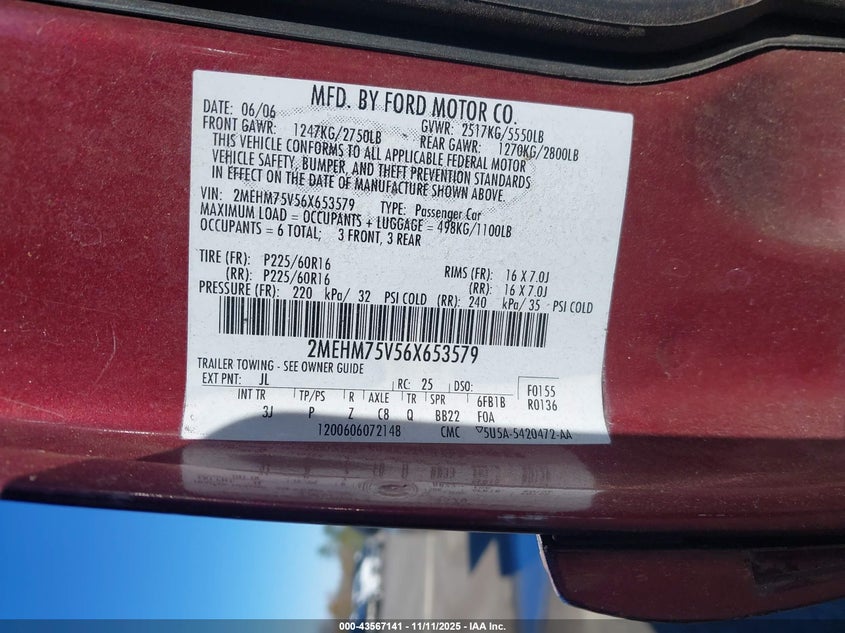 MFD. BY FORD MOTOR CO.
DATE: 06/06 GVWR: 2517KG/5550LB
FRONT GAWR: 1247KG/2750LB REAR GAWR: 1270KG/2800LB
THIS VEHICLE CONFORMS TO ALL APPLICABLE FEDERAL MOTOR
VEHICLE SAFETY, BUMPER, AND THEFT PREVENTION STANDARDS
IN EFFECT ON THE DATE OF MANUFACTURE SHOWN ABOVE.
VIN: 2MEHM75V56X653579 TYPE: Passenger Car
MAXIMUM LOAD = OCCUPANTS + LUGGAGE = 498KG/1100LB
OCCUPANTS = 6 TOTAL; 3 FRONT, 3 REAR
TIRE (FR): P225/60R16 RIMS (FR): 16 X 7.0J
(RR): P225/60R16 (RR): 16 X 7.0J
PRESSURE (FR): 220 kPa/ 32 PSI COLD (RR): 240 kPa/ 35 PSI COLD
2MEHM75V56X653579
TRAILER TOWING - SEE OWNER GUIDE
EXT PNT: JL RC: 25 DSO: F0155
INT TR TP/PS R AXLE TR SPR 6FB1B R0136
3J P Z C8 Q BB22 F0A
1200606072148 CMC 5U5A-5420472-AA
000-43567141 - 11/11/2025 - IAA Inc.